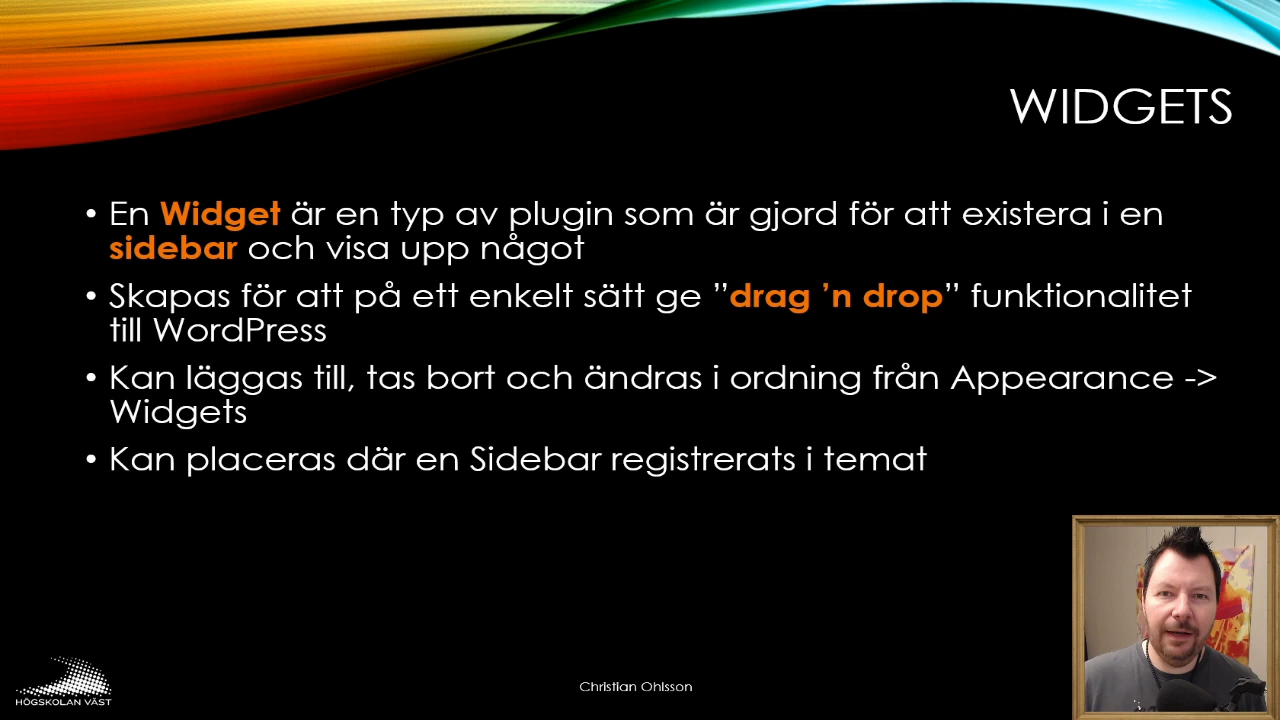 WIDGETS
• En Widget är en typ av plugin som är gjord för att existera i en
sidebar och visa upp något
• Skapas för att på ett enkelt sätt ge ”drag ’n drop” funktionalitet
till WordPress
• Kan läggas till, tas bort och ändras i ordning från Appearance ->
Widgets
• Kan placeras där en Sidebar registrerats i temat
Christian Ohlsson
HÖGSKOLAN VÄST